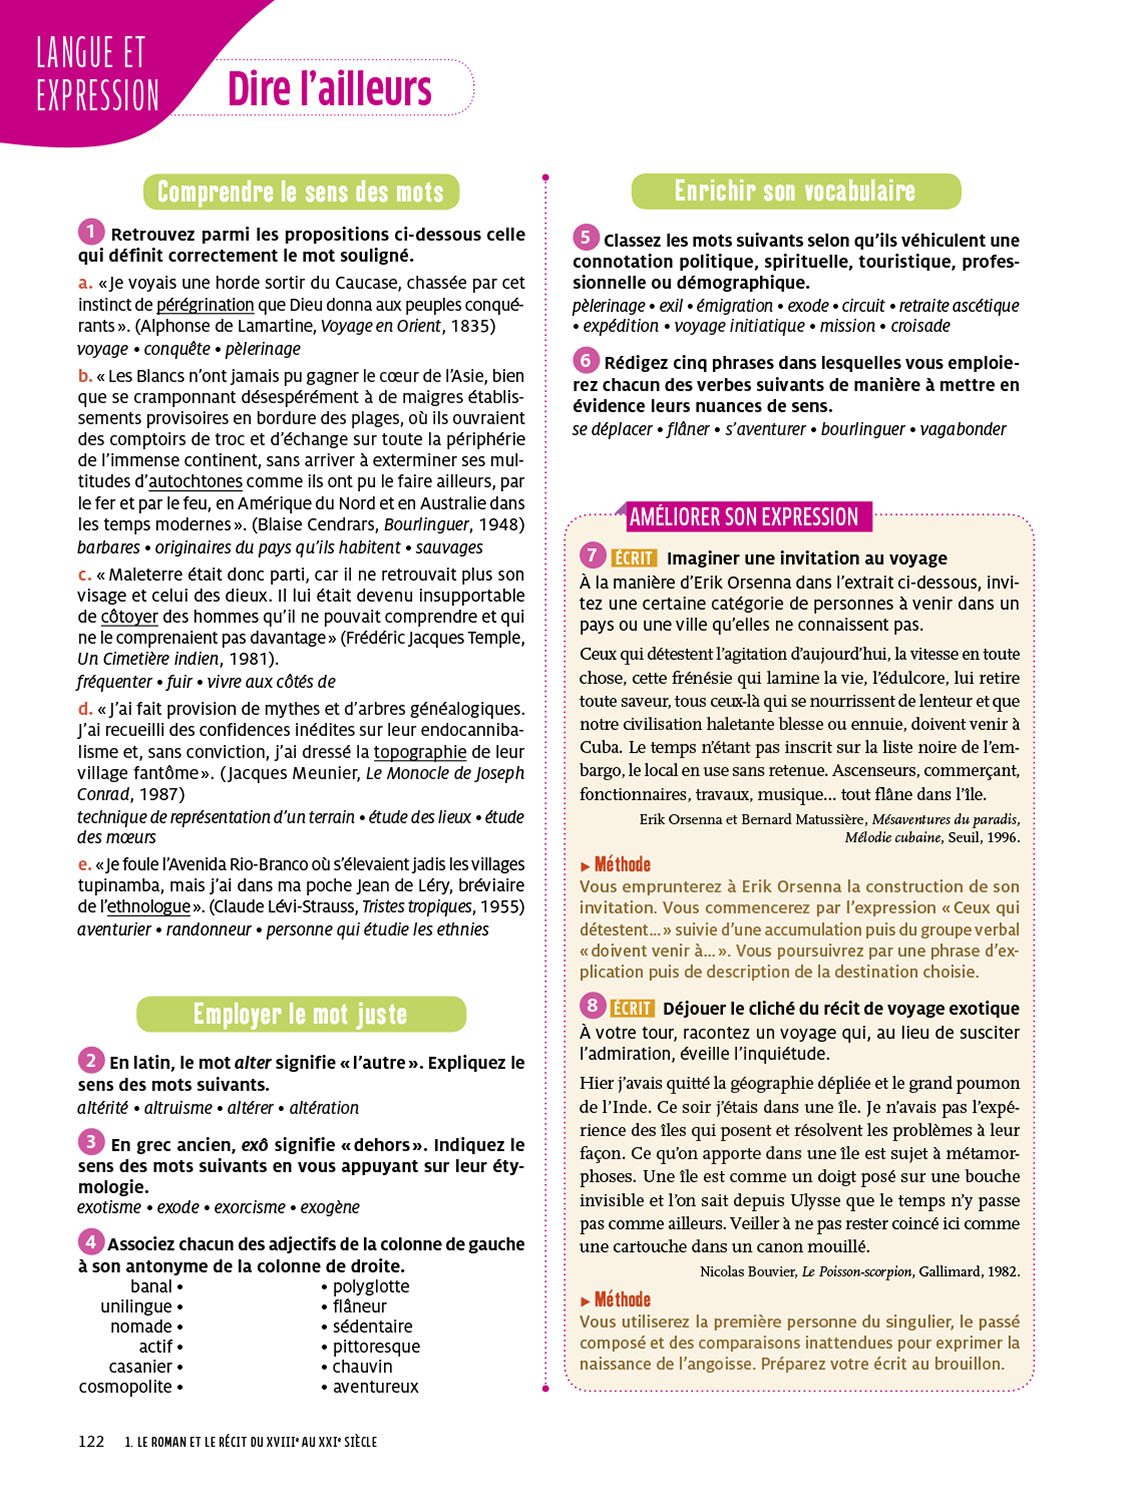 LANGUE ET
EXPRESSION
Dire l’ailleurs
Comprendre le sens des mots
1 Retrouvez parmi les propositions ci-dessous celle
qui définit correctement le mot souligné.
a. « Je voyais une horde sortir du Caucase, chassée par cet
instinct de pérégrination que Dieu donna aux peuples conqué-
rants ». (Alphonse de Lamartine, Voyage en Orient, 1835)
voyage • conquête • pèlerinage
b. « Les Blancs n’ont jamais pu gagner le cœur de l’Asie, bien
que se cramponnant désespérément à de maigres établis-
sements provisoires en bordure des plages, où ils ouvraient
des comptoirs de troc et d’échange sur toute la périphérie
de l’immense continent, sans arriver à exterminer ses mul-
titudes d’autochtones comme ils ont pu le faire ailleurs, par
le fer et par le feu, en Amérique du Nord et en Australie dans
les temps modernes ». (Blaise Cendrars, Bourlinguer, 1948)
barbares • originaires du pays qu’ils habitent • sauvages
c. « Maleterre était donc parti, car il ne retrouvait plus son
visage et celui des dieux. Il lui était devenu insupportable
de côtoyer des hommes qu’il ne pouvait comprendre et qui
ne le comprenaient pas davantage » (Frédéric Jacques Temple,
Un Cimetière indien, 1981).
fréquenter • fuir • vivre aux côtés de
d. « J’ai fait provision de mythes et d’arbres généalogiques.
J’ai recueilli des confidences inédites sur leur endocanniba-
lisme et, sans conviction, j’ai dressé la topographie de leur
village fantôme ». (Jacques Meunier, Le Monocle de Joseph
Conrad, 1987)
technique de représentation d’un terrain • étude des lieux • étude
des mœurs
e. « Je foule l’Avenida Rio-Branco où s’élevaient jadis les villages
tupinamba, mais j’ai dans ma poche Jean de Léry, bréviaire
de l’ethnologue ». (Claude Lévi-Strauss, Tristes tropiques, 1955)
aventurier • randonneur • personne qui étudie les ethnies
Employer le mot juste
2 En latin, le mot alter signifie « l’autre ». Expliquez le
sens des mots suivants.
altérité • altruisme • altérer • altération
3 En grec ancien, exô signifie « dehors ». Indiquez le
sens des mots suivants en vous appuyant sur leur éty-
mologie.
exotisme • exode • exorcisme • exogène
4 Associez chacun des adjectifs de la colonne de gauche
à son antonyme de la colonne de droite.
banal • • polyglotte
unilingue • • flâneur
nomade • • sédentaire
actif • • pittoresque
casanier • • chauvin
cosmopolite • • aventureux
Enrichir son vocabulaire
5 Classez les mots suivants selon qu’ils véhiculent une
connotation politique, spirituelle, touristique, profes-
sionnelle ou démographique.
pèlerinage • exil • émigration • exode • circuit • retraite ascétique
• expédition • voyage initiatique • mission • croisade
6 Rédigez cinq phrases dans lesquelles vous emploie-
rez chacun des verbes suivants de manière à mettre en
évidence leurs nuances de sens.
se déplacer • flâner • s’aventurer • bourlinguer • vagabonder
AMÉLIORER SON EXPRESSION
7 ÉCRIT Imaginer une invitation au voyage
À la manière d’Erik Orsenna dans l’extrait ci-dessous, invi-
tez une certaine catégorie de personnes à venir dans un
pays ou une ville qu’elles ne connaissent pas.
Ceux qui détestent l’agitation d’aujourd’hui, la vitesse en toute
chose, cette frénésie qui lamine la vie, l’édulcore, lui retire
toute saveur, tous ceux-là qui se nourrissent de lenteur et que
notre civilisation haletante blesse ou ennuie, doivent venir à
Cuba. Le temps n’étant pas inscrit sur la liste noire de l’em-
bargo, le local en use sans retenue. Ascenseurs, commerçant,
fonctionnaires, travaux, musique... tout flâne dans l’île.
Erik Orsenna et Bernard Matussière, Mésaventures du paradis,
Mélodie cubaine, Seuil, 1996.
► Méthode
Vous emprunterez à Erik Orsenna la construction de son
invitation. Vous commencerez par l’expression « Ceux qui
détestent... » suivie d’une accumulation puis du groupe verbal
« doivent venir à... ». Vous poursuivrez par une phrase d’ex-
plication puis de description de la destination choisie.
8 ÉCRIT Déjouer le cliché du récit de voyage exotique
À votre tour, racontez un voyage qui, au lieu de susciter
l’admiration, éveille l’inquiétude.
Hier j’avais quitté la géographie dépliée et le grand poumon
de l’Inde. Ce soir j’étais dans une île. Je n’avais pas l’expé-
rience des îles qui posent et résolvent les problèmes à leur
façon. Ce qu’on apporte dans une île est sujet à métamor-
phoses. Une île est comme un doigt posé sur une bouche
invisible et l’on sait depuis Ulysse que le temps n’y passe
pas comme ailleurs. Veiller à ne pas rester coincé ici comme
une cartouche dans un canon mouillé.
Nicolas Bouvier, Le Poisson-scorpion, Gallimard, 1982.
► Méthode
Vous utiliserez la première personne du singulier, le passé
composé et des comparaisons inattendues pour exprimer la
naissance de l’angoisse. Préparez votre écrit au brouillon.
122 1. LE ROMAN ET LE RÉCIT DU XVIIIe AU XXIe SIÈCLE